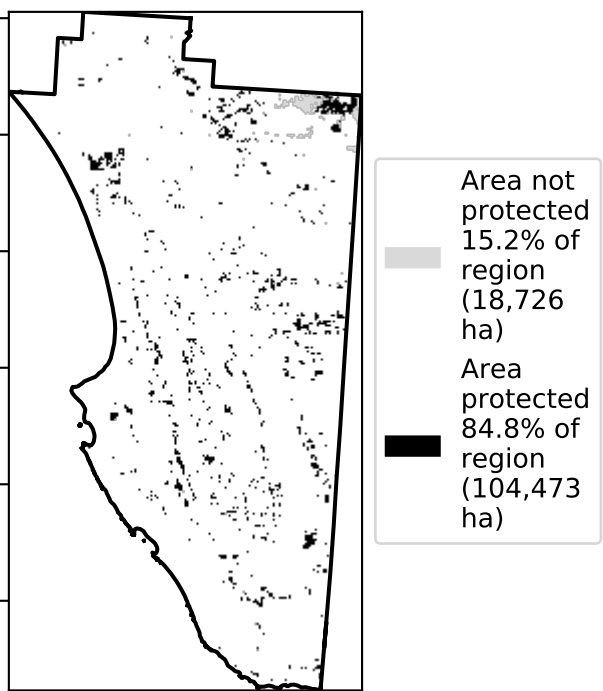 Area not
protected
15.2% of
region
(18,726
ha)
Area
protected
84.8% of
region
(104,473
ha)